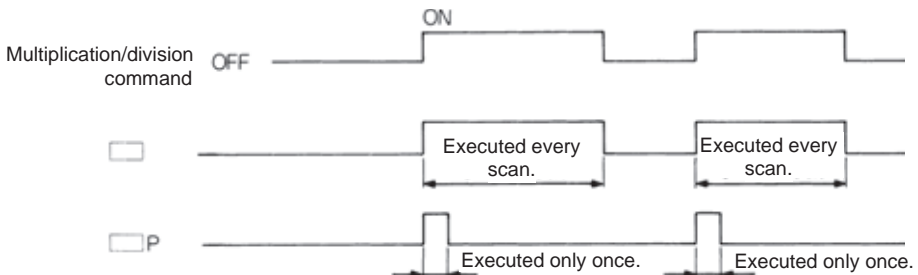 ON
Multiplication/division
command
OFF
Executed every
scan.
Executed every
scan.
P
Executed only once.
Executed only once.